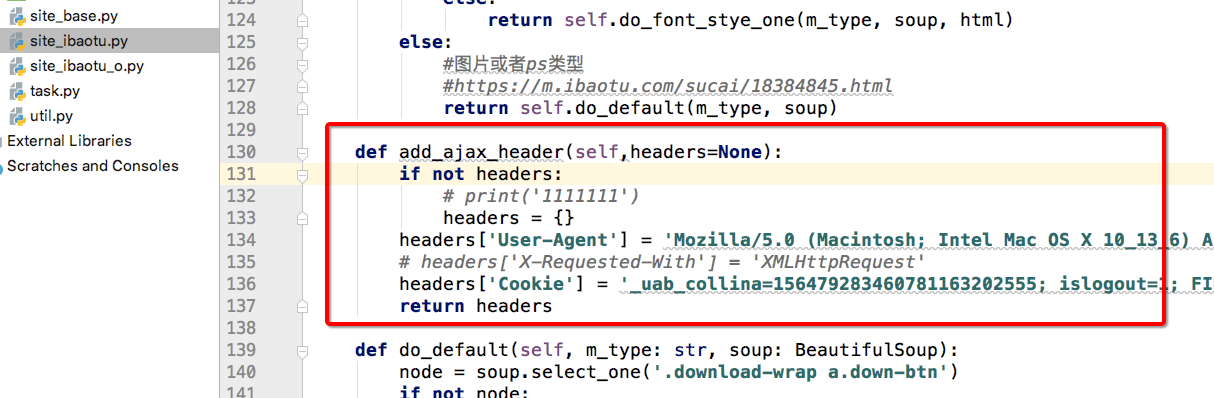 site_base.py
site_ibaotu.py
site_ibaotu_o.py
task.py
util.py
External Libraries
Scratches and Consoles
else:
124 return self.do_font_stye_one(m_type, soup, html)
125 else:
126 #图片或者ps类型
127 #https://m.ibaotu.com/sucai/18384845.html
128 return self.do_default(m_type, soup)
129
130 def add_ajax_header(self,headers=None):
131 if not headers:
132 # print('1111111')
133 headers = {}
134 headers['User-Agent'] = 'Mozilla/5.0 (Macintosh; Intel Mac OS X 10_13_6) A
135 # headers['X-Requested-With'] = 'XMLHttpRequest'
136 headers['Cookie'] = '_uab_collina=156479283460781163202555; islogout=1; FI
137 return headers
138
139 def do_default(self, m_type: str, soup: BeautifulSoup):
140 node = soup.select_one('.download-wrap a.down-btn')
141 if not node: